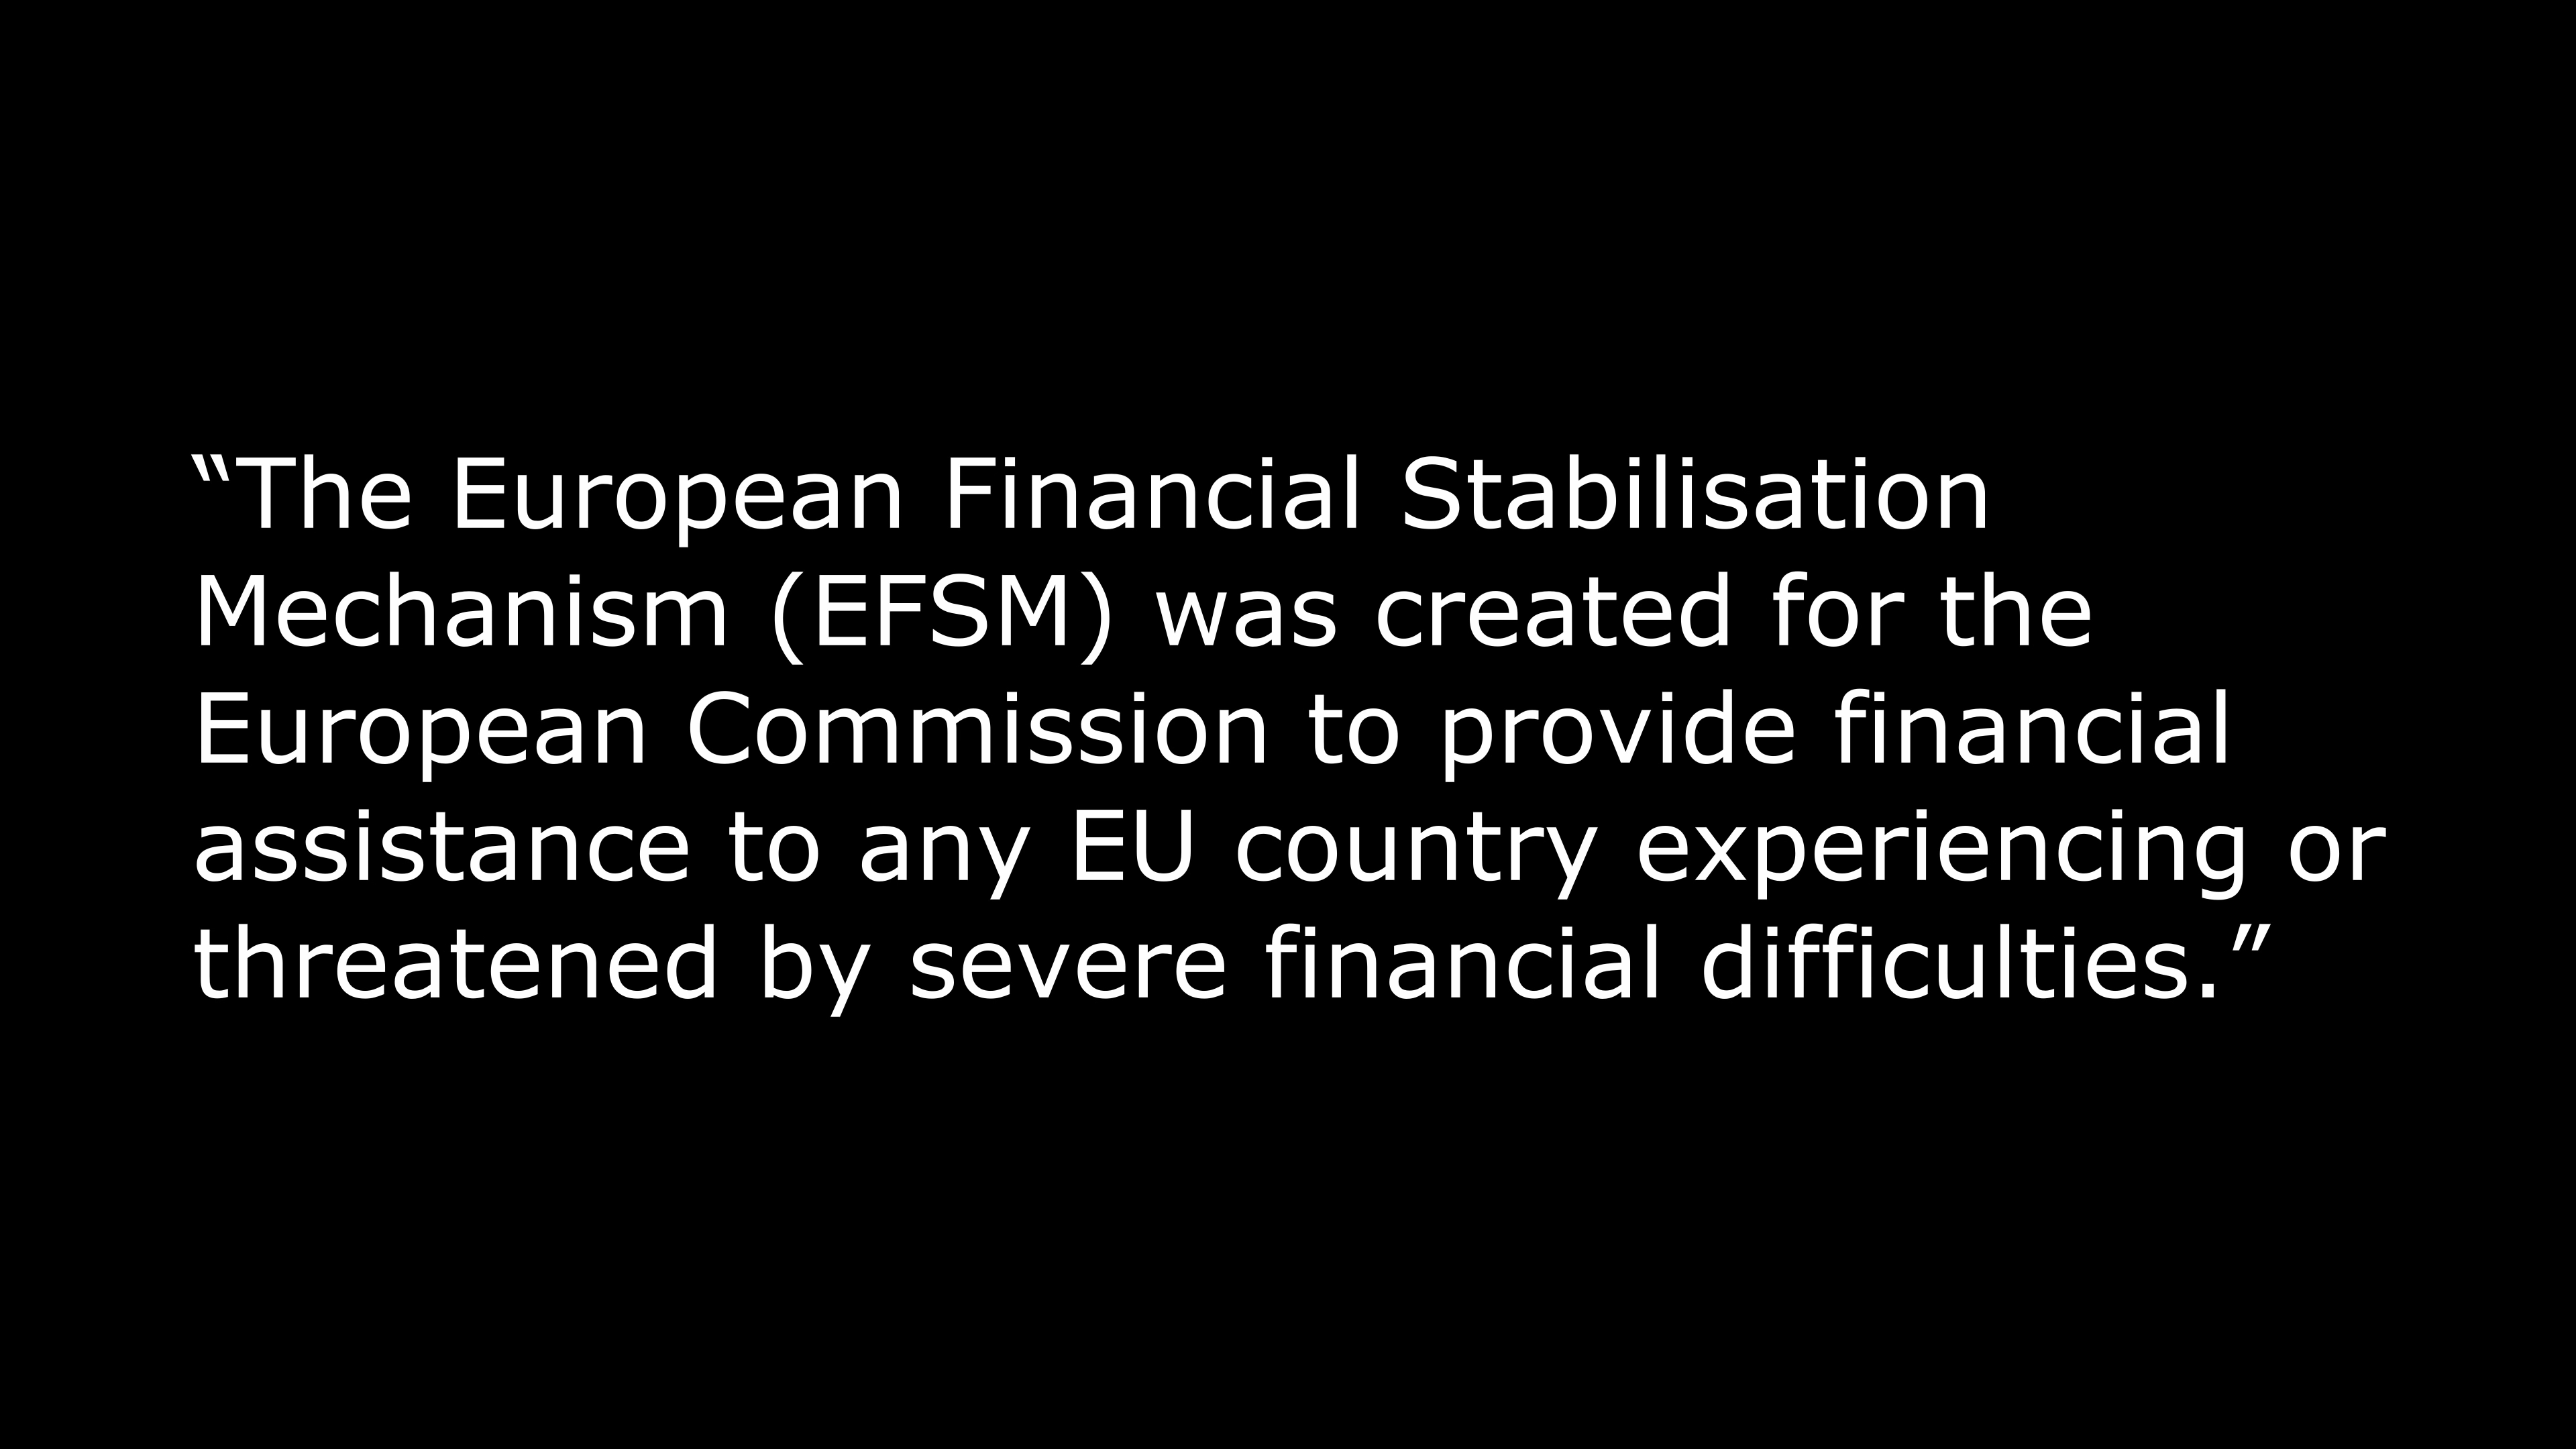 “The European Financial Stabilisation
Mechanism (EFSM) was created for the
European Commission to provide financial
assistance to any EU country experiencing or
threatened by severe financial difficulties.”